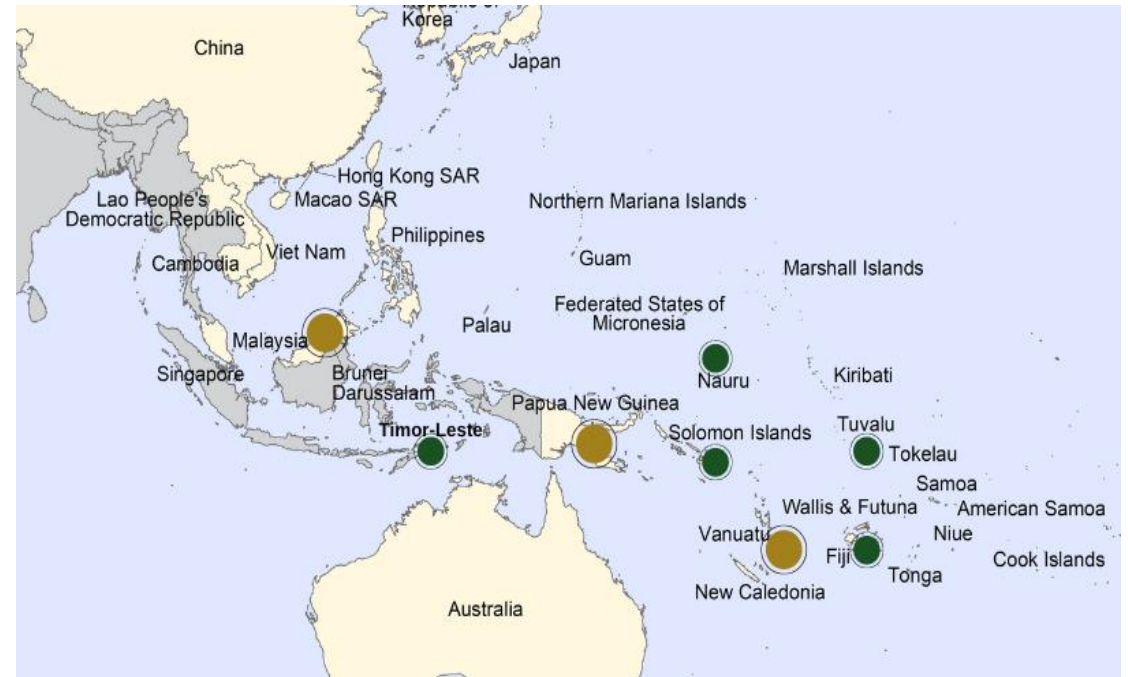 Republic of
Korea
China
Japan
Hong Kong SAR
Macao SAR
Lao People's
Democratic Republic
Northern Mariana Islands
Philippines
Viet Nam
Guam
Cambodia
Marshall Islands
Federated States of
Micronesia
Palau
Malaysia
Singapore
Brunei
Darussalam
Nauru
Kiribati
Papua New Guinea
Timor-Leste
Solomon Islands
Tuvalu
Tokelau
Samoa
Wallis & Futuna
American Samoa
Vanuatu
Niue
Fiji
Cook Islands
Tonga
New Caledonia
Australia